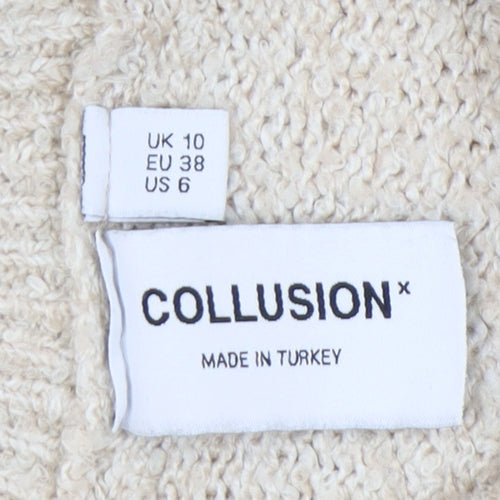 UK 10
EU 38
US 6
COLLUSION x
MADE IN TURKEY